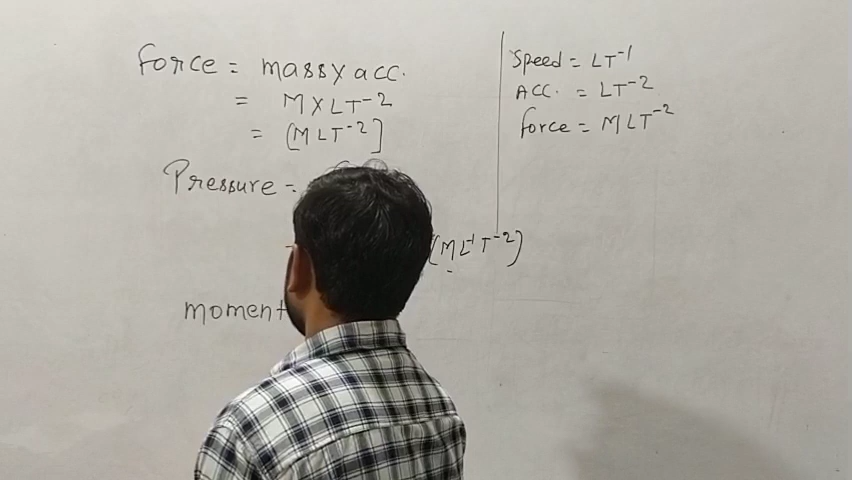 Force = mass x acc.
= M X LT⁻²
= [MLT⁻²]
Pressure =
(ML⁻¹T⁻²)
moment
Speed = LT⁻¹
Acc. = LT⁻²
force = MLT⁻²